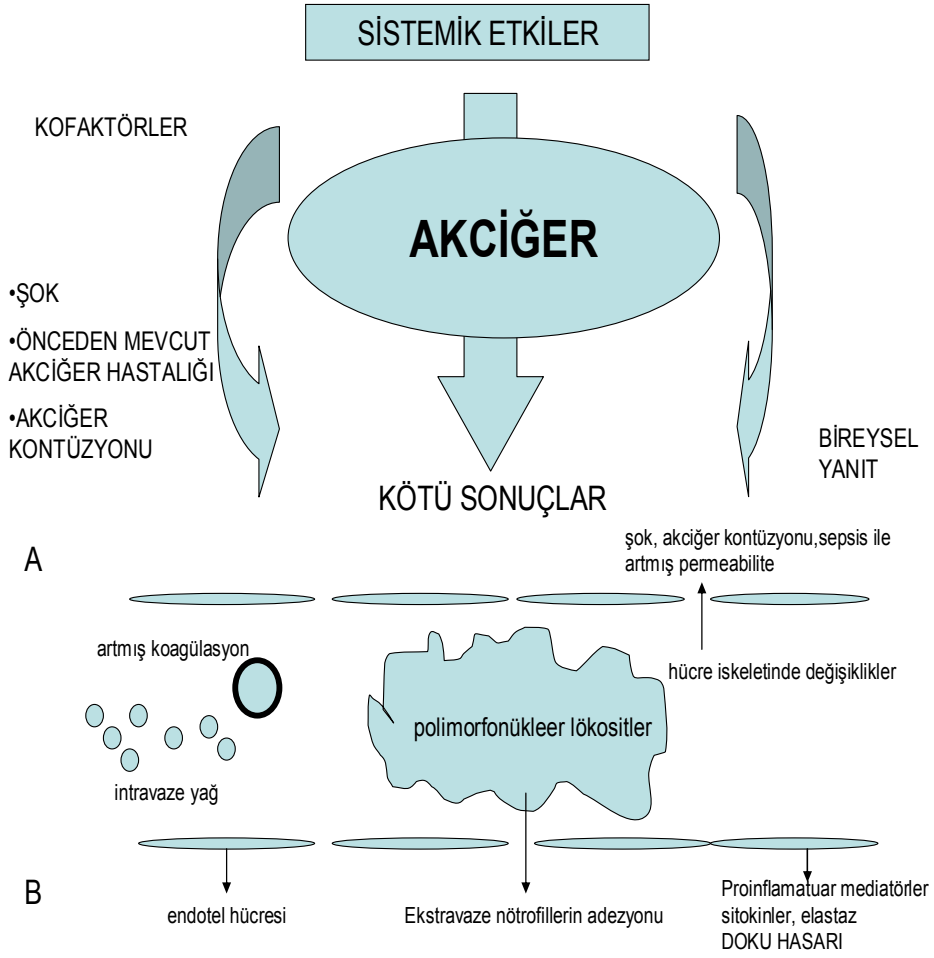 SİSTEMİK ETKİLER
KOFAKTÖRLER
AKCİĞER
•ŞOK
•ÖNCEDEN MEVCUT
AKCİĞER HASTALIĞI
•AKCİĞER
KONTÜZYONU
BİREYSEL
YANIT
KÖTÜ SONUÇLAR
A
şok, akciğer kontüzyonu,sepsis ile
artmış permeabilite
artmış koagülasyon
hücre iskeletinde değişiklikler
polimorfonükleer lökositler
intravaze yağ
B
endotel hücresi
Ekstravaze nötrofillerin adezyonu
Proinflamatuar mediatörler
sitokinler, elastaz
DOKU HASARI